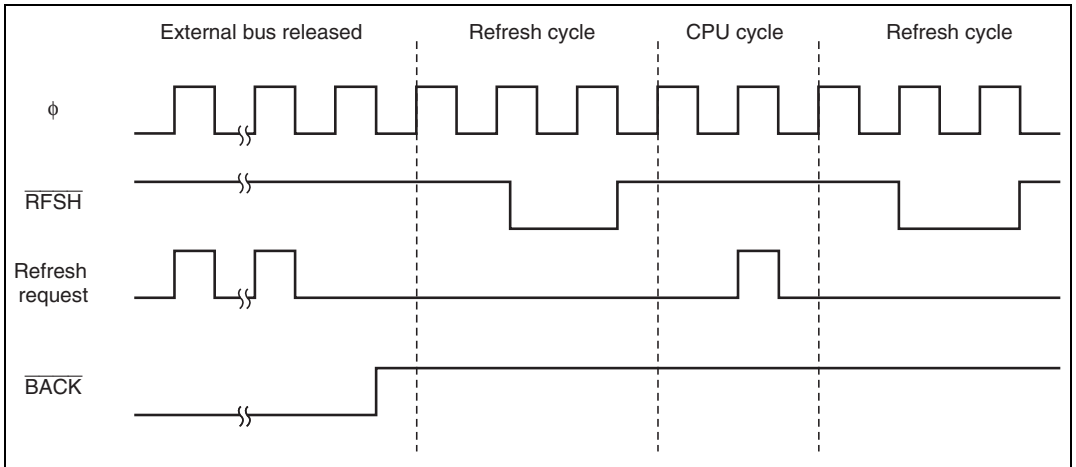 External bus released Refresh cycle CPU cycle Refresh cycle
ϕ
RFSH
Refresh
request
BACK